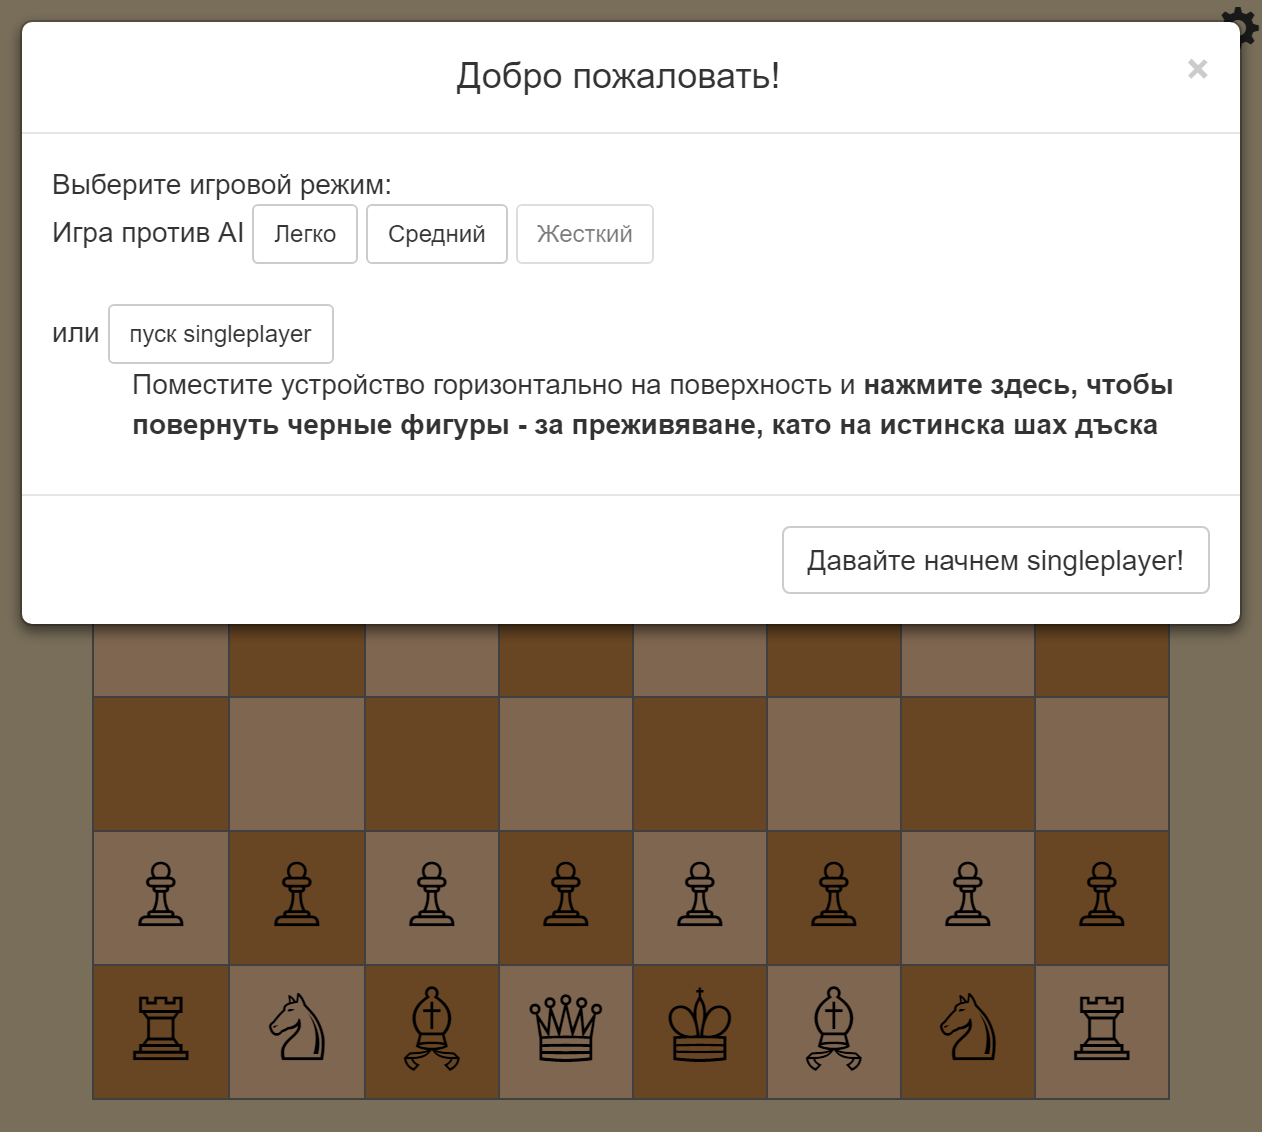 Добро пожаловать!
×
Выберите игровой режим:
Игра против AI Легко Средний Жесткий
или пуск singleplayer
Поместите устройство горизонтально на поверхность и нажмите здесь, чтобы
повернуть черные фигуры - за преживяване, като на истинска шах дъска
Давайте начнем singleplayer!